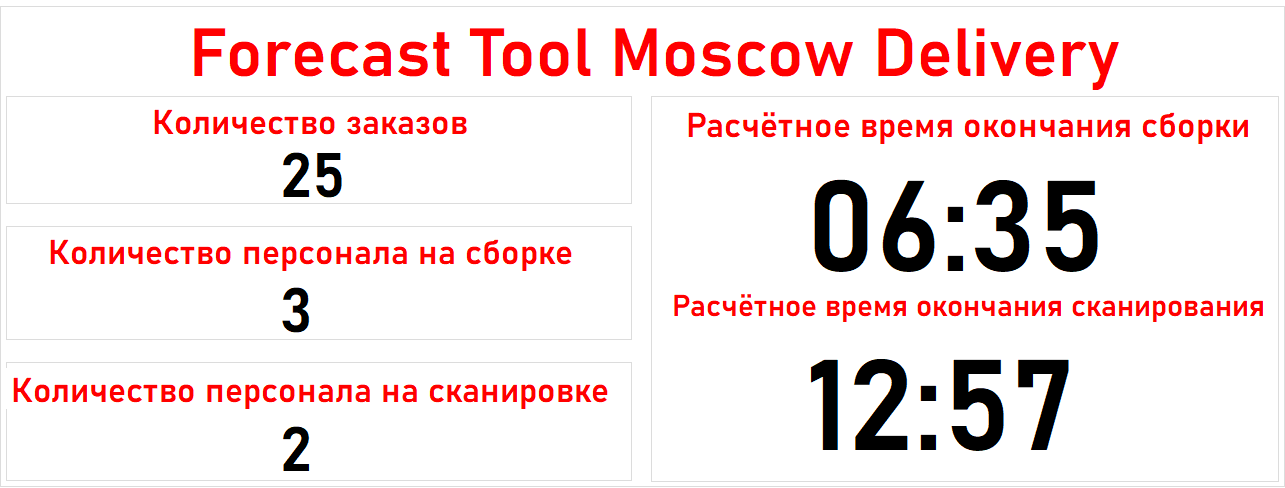 Forecast Tool Moscow Delivery
Количество заказов
25
Количество персонала на сборке
3
Количество персонала на сканировке
2
Расчётное время окончания сборки
06:35
Расчётное время окончания сканирования
12:57